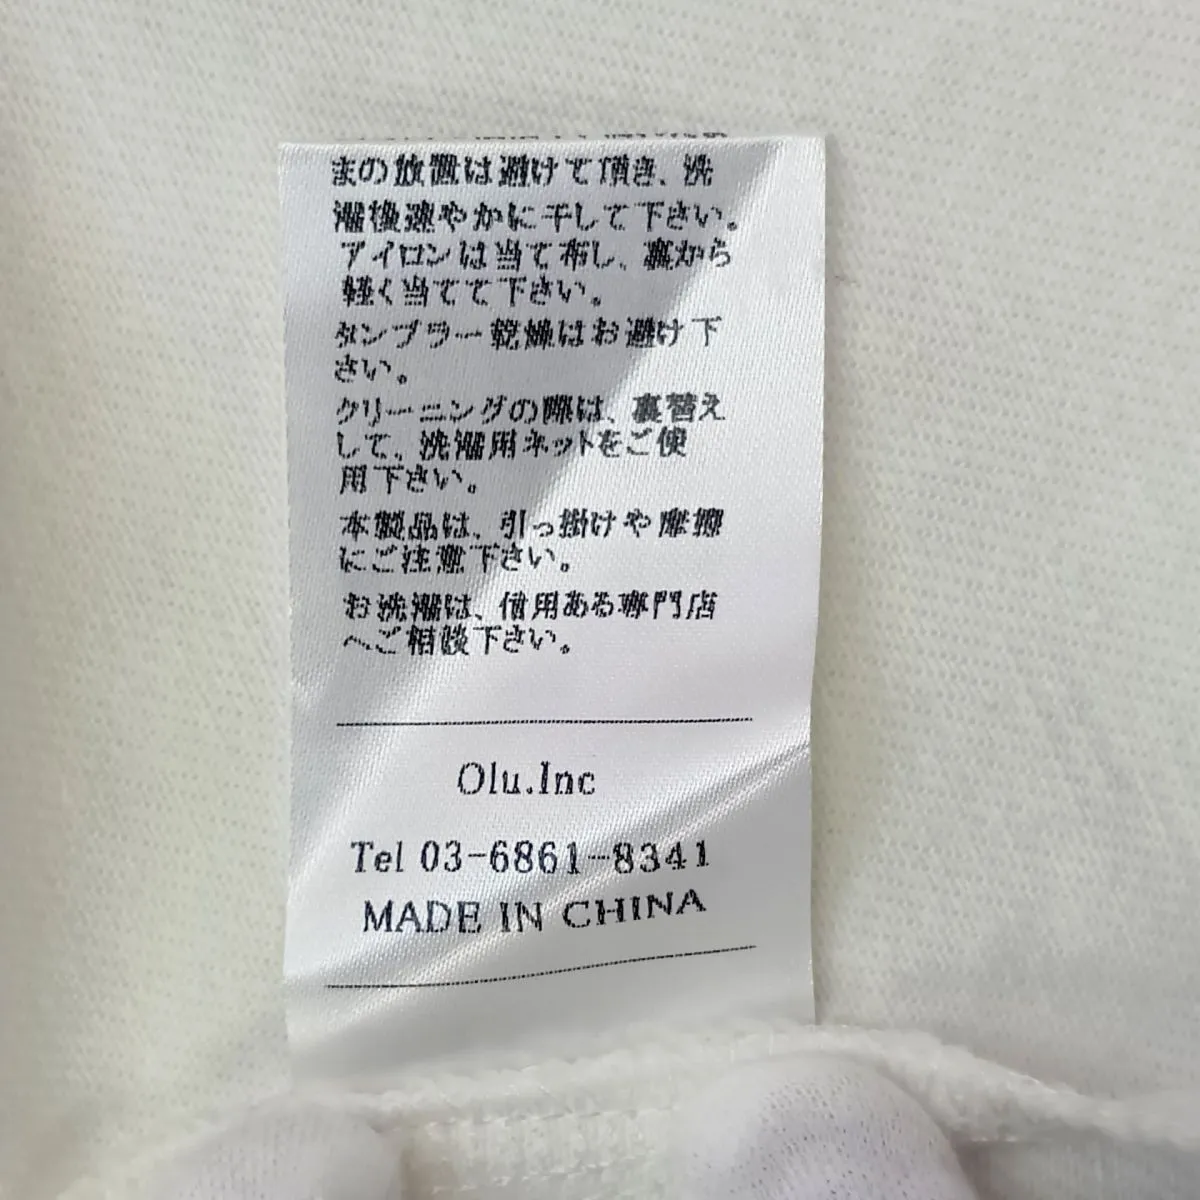 まの放置は避けて頂き、洗
濯後速やかに干して下さい。
アイロンは当て布し、裏から
軽く当てて下さい。
タンブラー乾燥はお避け下
さい。
クリーニングの際は、裏替え
して、洗濯用ネットをご使
用下さい。
本製品は、引っ掛けや摩擦
にご注意下さい。
お洗濯は、信用ある専門店
へご相談下さい。
Olu.Inc
Tel 03-6861-8341
MADE IN CHINA